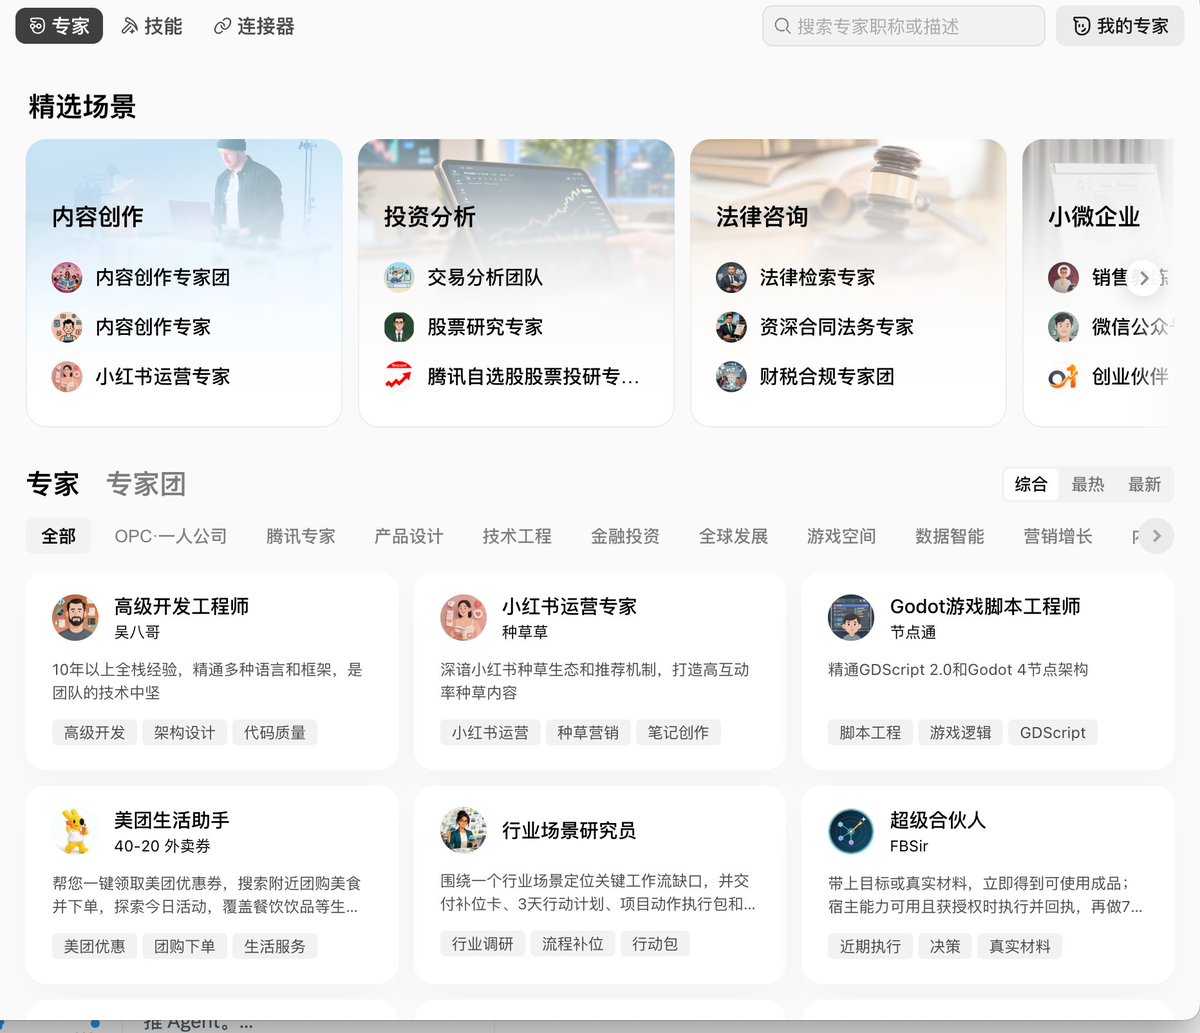 专家
技能
连接器
搜索专家职称或描述
我的专家
精选场景
内容创作
内容创作专家团
内容创作专家
小红书运营专家
投资分析
交易分析团队
股票研究专家
腾讯自选股股票投研专...
法律咨询
法律检索专家
资深合同法务专家
财税合规专家团
小微企业
销售
微信公众
创业伙伴
专家
专家团
综合
最热
最新
全部
OPC·一人公司
腾讯专家
产品设计
技术工程
金融投资
全球发展
游戏空间
数据智能
营销增长
高级开发工程师
吴八哥
10年以上全栈经验，精通多种语言和框架，是
团队的技术中坚
高级开发
架构设计
代码质量
小红书运营专家
种草草
深谙小红书种草生态和推荐机制，打造高互动
率种草内容
小红书运营
种草营销
笔记创作
Godot游戏脚本工程师
节点通
精通GDScript 2.0和Godot 4节点架构
脚本工程
游戏逻辑
GDScript
美团生活助手
40-20 外卖券
帮您一键领取美团优惠券，搜索附近团购美食
并下单，探索今日活动，覆盖餐饮饮品等生...
美团优惠
团购下单
生活服务
行业场景研究员
围绕一个行业场景定位关键工作流缺口，并交
付补位卡、3天行动计划、项目动作执行包和...
行业调研
流程补位
行动包
超级合伙人
FBSir
带上目标或真实材料，立即得到可使用成品；
宿主能力可用且获授权时执行并回执，再做7...
近期执行
决策
真实材料
推 Agent。...